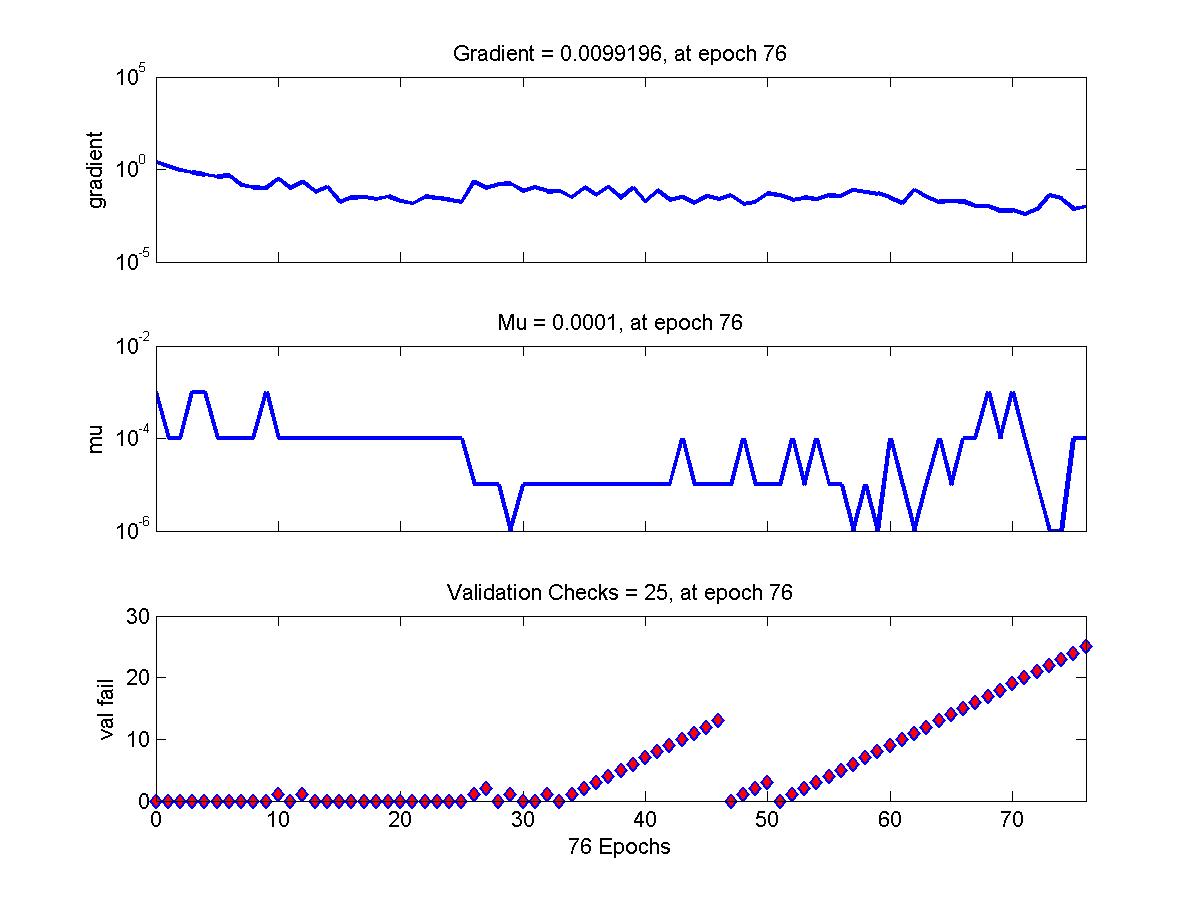 Gradient = 0.0099196, at epoch 76
10^5
10^0
10^-5
gradient
Mu = 0.0001, at epoch 76
10^-2
10^-4
10^-6
mu
Validation Checks = 25, at epoch 76
30
20
10
0
val fail
0 10 20 30 40 50 60 70
76 Epochs